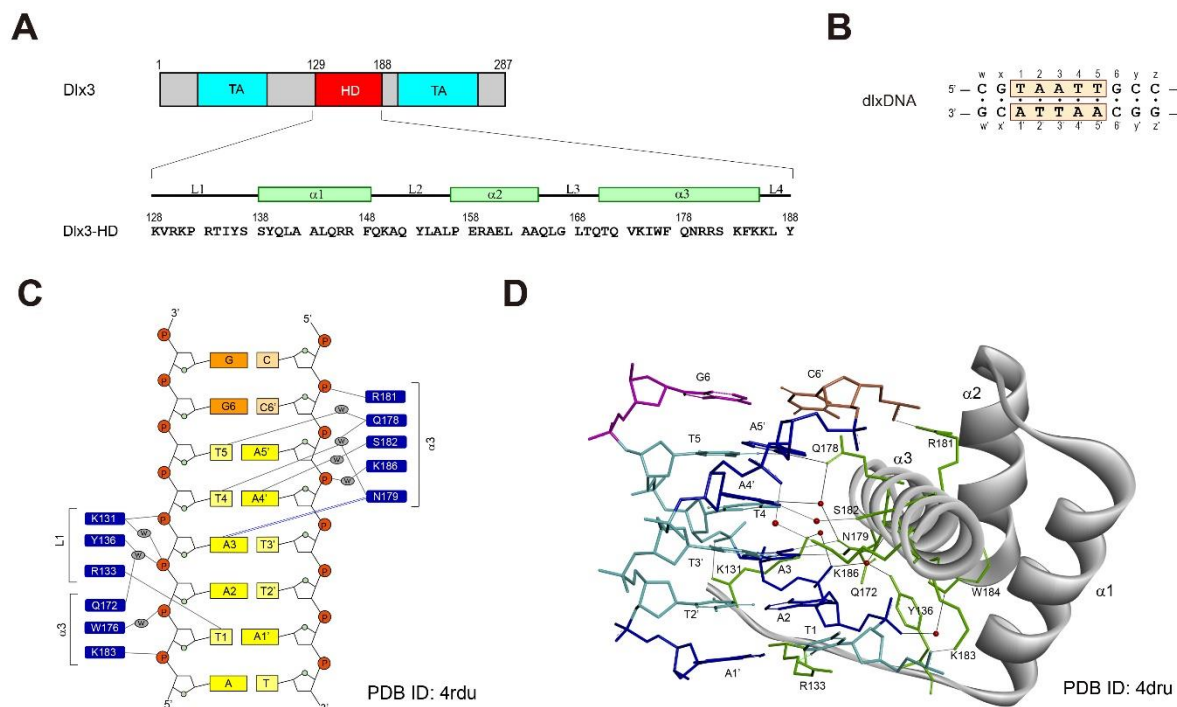 A
1 129 188 287
Dlx3 TA HD TA
L1 α1 L2 α2 L3 α3 L4
128 138 148 158 168 178 188
Dlx3-HD KVRKP RTIYS SYQLA ALQRR FQKAQ YLALP ERAEL AAQLG LTQTQ VKIWF QNRRS KFKKL Y
B
w x 1 2 3 4 5 6 y z
dlxDNA
5' – C G T A A T T G C C –
3' – G C A T T A A C G G –
w' x' 1' 2' 3' 4' 5' 6' y' z'
C
3' 5'
P
P
G C
P
P
R181
G6 C6'
W
Q178
P
W
P
T5 A5'
S182
α3
W
P
W
P
K186
T4 A4'
N179
K131
W
P
P
A3 T3'
L1
Y136
W
P
P
R133
A2 T2'
Q172
P
P
α3
W176
W
T1 A1'
K183
P
P
A T
5' 3'
PDB ID: 4rdu
D
G6 C6'
α2
A5'
T5
Q178
R181
A4'
α3
T4
S182
T3'
N179
K131
A3
K186
W184
Q172
α1
T2'
A2
Y136
T1
K183
A1'
R133
PDB ID: 4dru